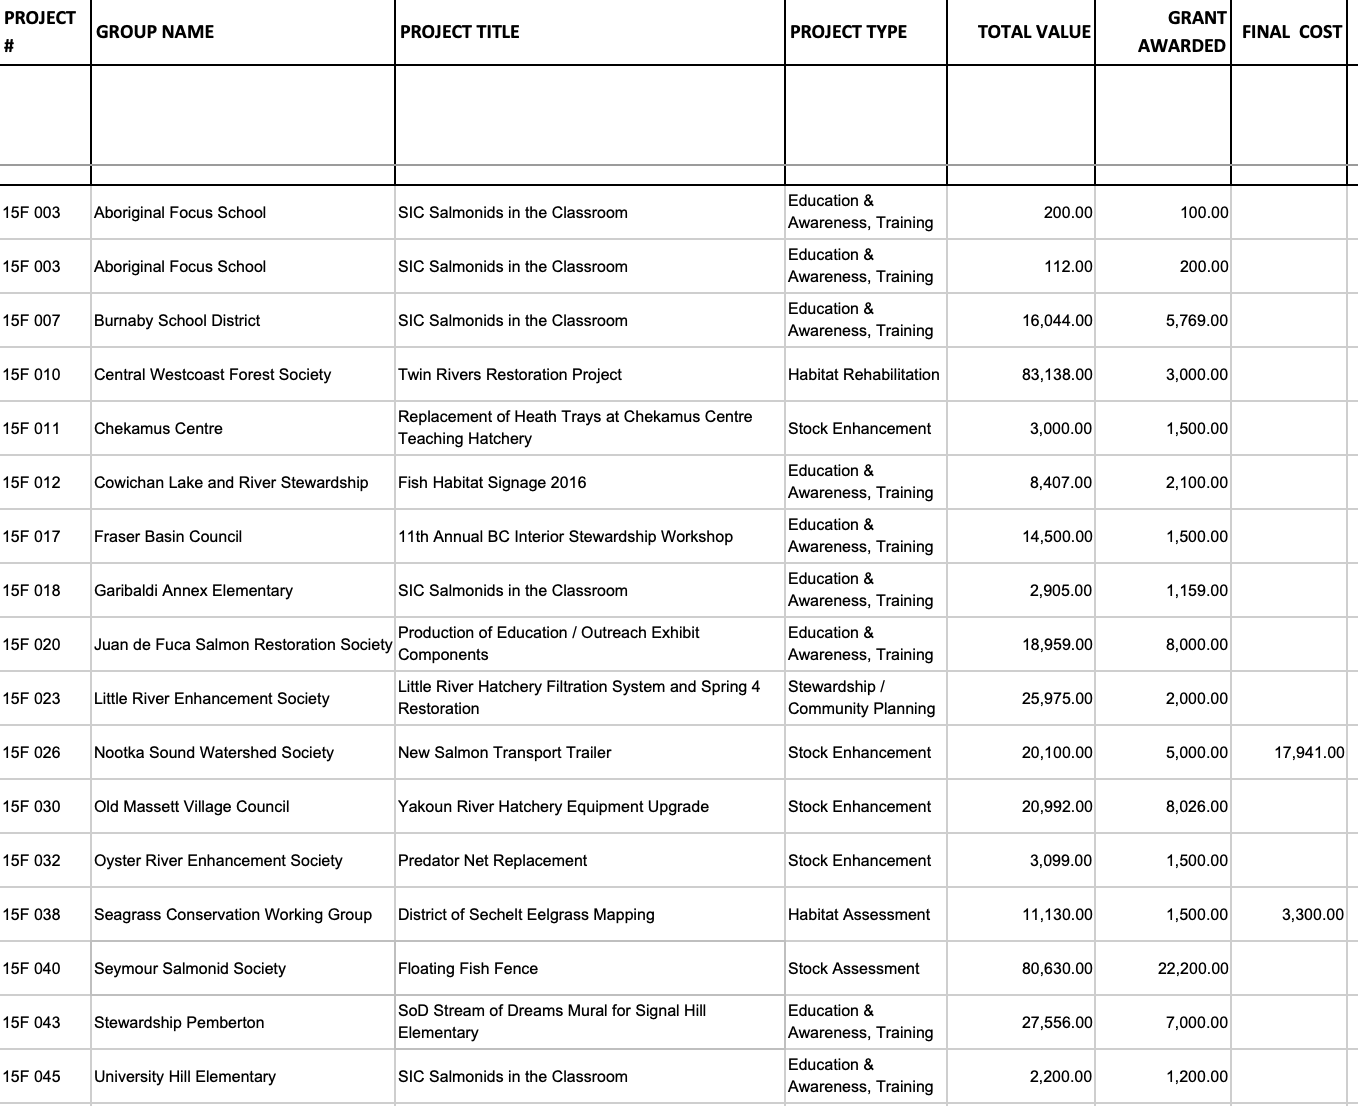 PROJECT # GROUP NAME PROJECT TITLE PROJECT TYPE TOTAL VALUE GRANT AWARDED FINAL COST
15F 003 Aboriginal Focus School SIC Salmonids in the Classroom Education & Awareness, Training 200.00 100.00
15F 003 Aboriginal Focus School SIC Salmonids in the Classroom Education & Awareness, Training 112.00 200.00
15F 007 Burnaby School District SIC Salmonids in the Classroom Education & Awareness, Training 16,044.00 5,769.00
15F 010 Central Westcoast Forest Society Twin Rivers Restoration Project Habitat Rehabilitation 83,138.00 3,000.00
15F 011 Chekamus Centre Replacement of Heath Trays at Chekamus Centre Teaching Hatchery Stock Enhancement 3,000.00 1,500.00
15F 012 Cowichan Lake and River Stewardship Fish Habitat Signage 2016 Education & Awareness, Training 8,407.00 2,100.00
15F 017 Fraser Basin Council 11th Annual BC Interior Stewardship Workshop Education & Awareness, Training 14,500.00 1,500.00
15F 018 Garibaldi Annex Elementary SIC Salmonids in the Classroom Education & Awareness, Training 2,905.00 1,159.00
15F 020 Juan de Fuca Salmon Restoration Society Production of Education / Outreach Exhibit Components Education & Awareness, Training 18,959.00 8,000.00
15F 023 Little River Enhancement Society Little River Hatchery Filtration System and Spring 4 Restoration Stewardship / Community Planning 25,975.00 2,000.00
15F 026 Nootka Sound Watershed Society New Salmon Transport Trailer Stock Enhancement 20,100.00 5,000.00 17,941.00
15F 030 Old Massett Village Council Yakoun River Hatchery Equipment Upgrade Stock Enhancement 20,992.00 8,026.00
15F 032 Oyster River Enhancement Society Predator Net Replacement Stock Enhancement 3,099.00 1,500.00
15F 038 Seagrass Conservation Working Group District of Sechelt Eelgrass Mapping Habitat Assessment 11,130.00 1,500.00 3,300.00
15F 040 Seymour Salmonid Society Floating Fish Fence Stock Assessment 80,630.00 22,200.00
15F 043 Stewardship Pemberton SoD Stream of Dreams Mural for Signal Hill Elementary Education & Awareness, Training 27,556.00 7,000.00
15F 045 University Hill Elementary SIC Salmonids in the Classroom Education & Awareness, Training 2,200.00 1,200.00